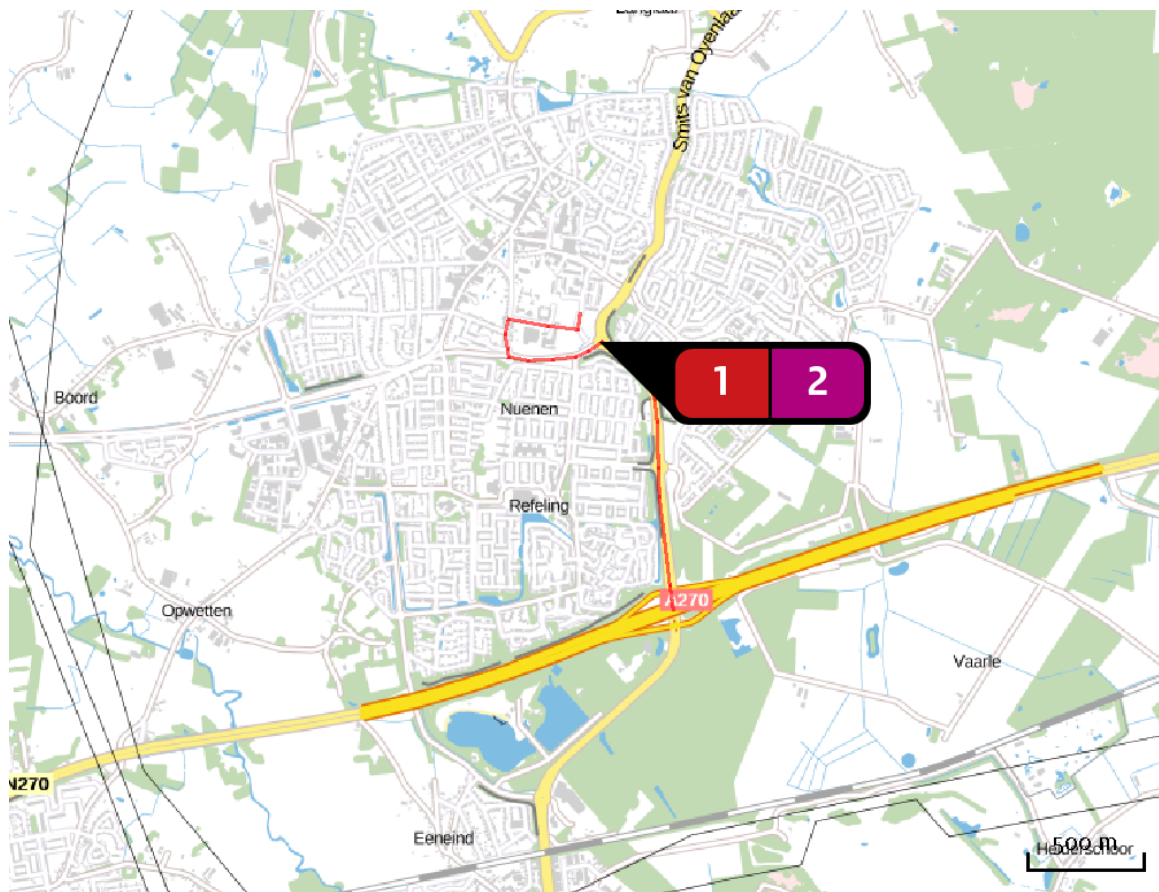 Smits van Oyenlaan
1 2
Boord
Nuenen
Refeling
A270
Opwetten
Vaarle
N270
Eeneind
500 m